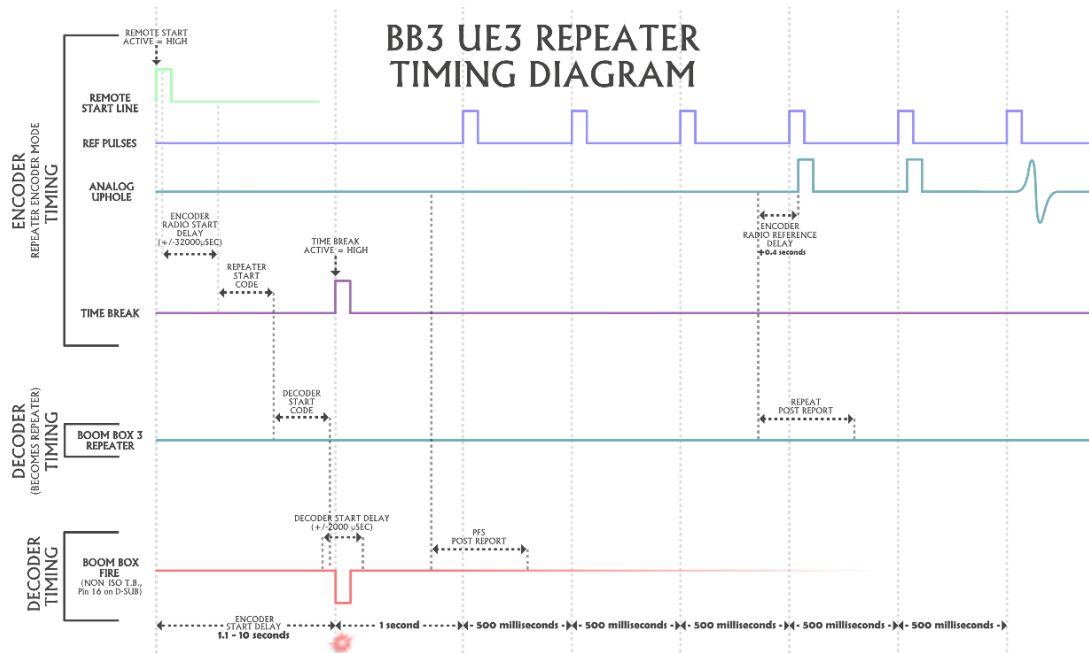 BB3 UE3 REPEATER
TIMING DIAGRAM
REMOTE START
ACTIVE = HIGH
REMOTE
START LINE
REF PULSES
ANALOG
UPHOLE
ENCODER TIMING
REPEATER ENCODER MODE
ENCODER
RADIO START
DELAY
(+/-32000µSEC)
REPEATER
START
CODE
TIME BREAK
ACTIVE = HIGH
ENCODER
RADIO REFERENCE
DELAY
+0.4 seconds
TIME BREAK
DECODER
START
CODE
REPEAT
POST REPORT
DECODER TIMING
(BECOMES REPEATER)
BOOM BOX 3
REPEATER
DECODER START DELAY
(+/-2000 µSEC)
PFS
POST REPORT
DECODER TIMING
BOOM BOX
FIRE
(NON ISO T.B.,
Pin 16 on D-SUB)
ENCODER
START DELAY
1.1 - 10 seconds
1 second
500 milliseconds -
500 milliseconds -
500 milliseconds -
500 milliseconds -
500 milliseconds -